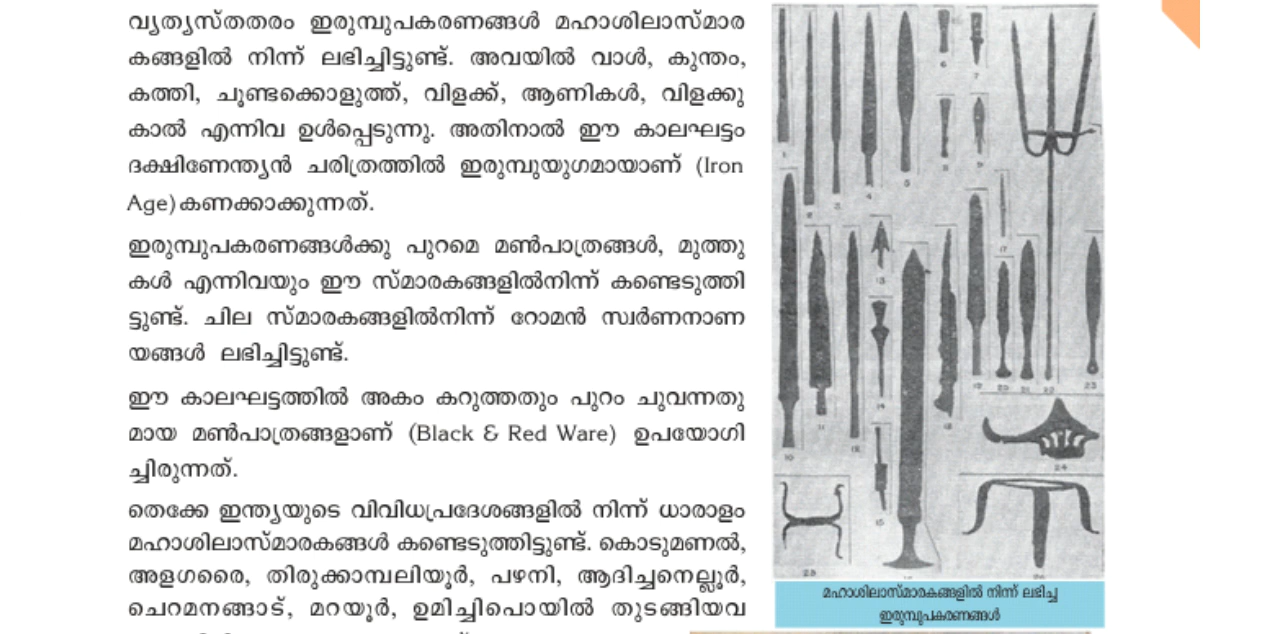 വ്യത്യസ്തതരം ഇരുമ്പുപകരണങ്ങൾ മഹാശിലാസ്മാര
കങ്ങളിൽ നിന്ന് ലഭിച്ചിട്ടുണ്ട്. അവയിൽ വാൾ, കുന്തം,
കത്തി, ചൂണ്ടക്കൊളുത്ത്, വിളക്ക്, ആണികൾ, വിളക്കു
കാൽ എന്നിവ ഉൾപ്പെടുന്നു. അതിനാൽ ഈ കാലഘട്ടം
ദക്ഷിണേന്ത്യൻ ചരിത്രത്തിൽ ഇരുമ്പുയുഗമായാണ് (Iron
Age) കണക്കാക്കുന്നത്.
ഇരുമ്പുപകരണങ്ങൾക്കു പുറമെ മൺപാത്രങ്ങൾ, മുത്തു
കൾ എന്നിവയും ഈ സ്മാരകങ്ങളിൽനിന്ന് കണ്ടെടുത്തി
ട്ടുണ്ട്. ചില സ്മാരകങ്ങളിൽനിന്ന് റോമൻ സ്വർണനാണ
യങ്ങൾ ലഭിച്ചിട്ടുണ്ട്.
ഈ കാലഘട്ടത്തിൽ അകം കറുത്തതും പുറം ചുവന്നതു
മായ മൺപാത്രങ്ങളാണ് (Black & Red Ware) ഉപയോഗി
ച്ചിരുന്നത്.
തെക്കേ ഇന്ത്യയുടെ വിവിധപ്രദേശങ്ങളിൽ നിന്ന് ധാരാളം
മഹാശിലാസ്മാരകങ്ങൾ കണ്ടെടുത്തിട്ടുണ്ട്. കൊടുമണൽ,
അളഗരൈ, തിരുക്കാമ്പലിയൂർ, പഴനി, ആദിച്ചനെല്ലൂർ,
ചെറമനങ്ങാട്, മറയൂർ, ഉമിച്ചിപൊയിൽ തുടങ്ങിയവ
മഹാശിലാസ്മാരകങ്ങളിൽ നിന്ന് ലഭിച്ച
ഇരുമ്പുപകരണങ്ങൾ